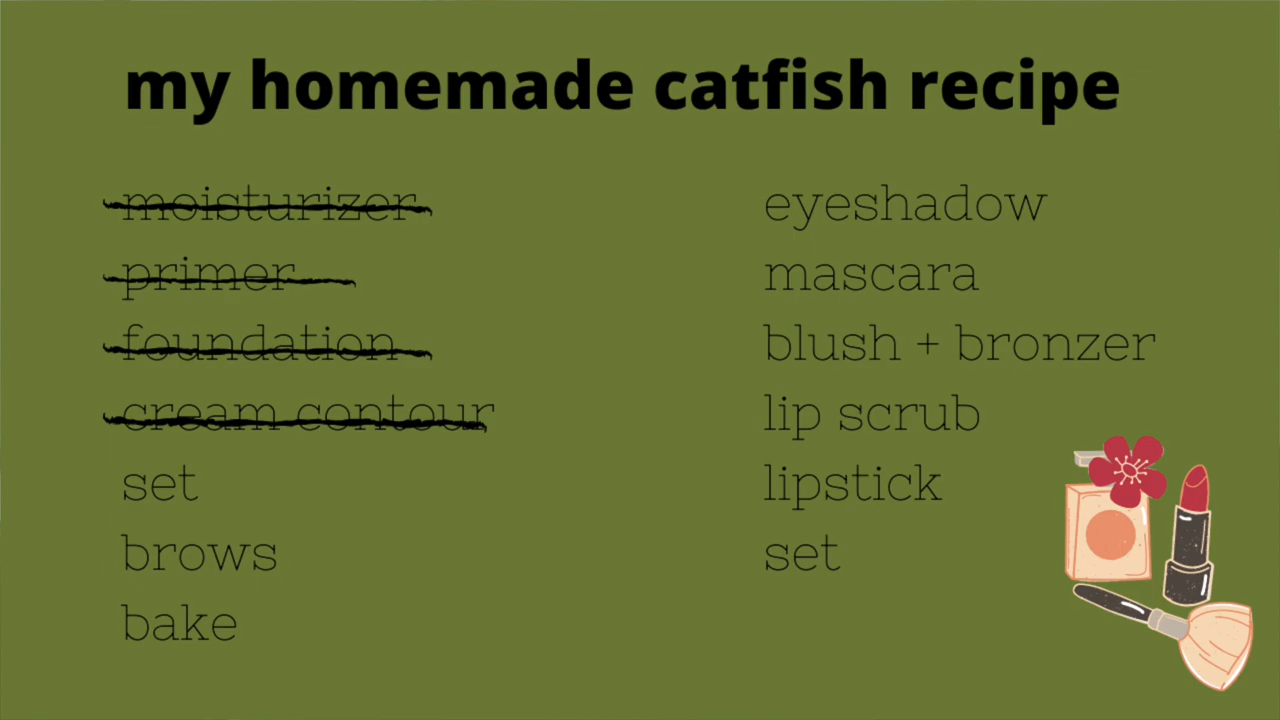 my homemade catfish recipe
moisturizer
primer
foundation
cream contour
set
brows
bake
eyeshadow
mascara
blush + bronzer
lip scrub
lipstick
set